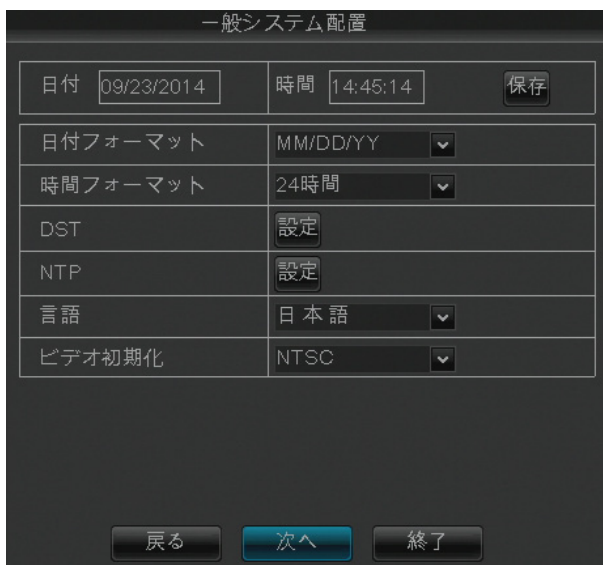 一般システム配置
日付 09/23/2014 時間 14:45:14 保存
日付フォーマット MM/DD/YY
時間フォーマット 24時間
DST 設定
NTP 設定
言語 日本語
ビデオ初期化 NTSC
戻る 次へ 終了